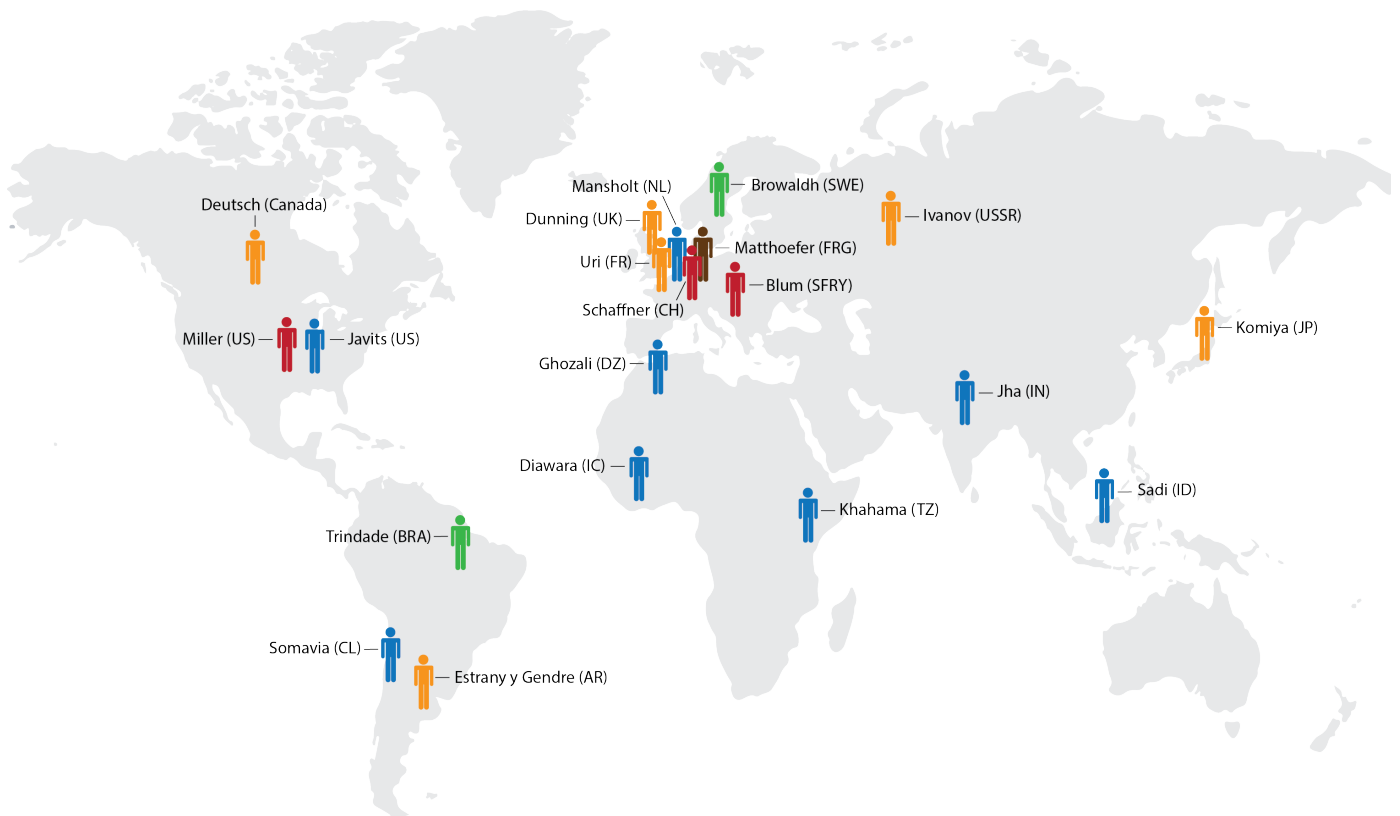 Mansholt (NL)
Browaldh (SWE)
Deutsch (Canada)
Dunning (UK)
Ivanov (USSR)
Matthoefer (FRG)
Uri (FR)
Blum (SFRY)
Schaffner (CH)
Komiya (JP)
Miller (US)
Javits (US)
Ghozali (DZ)
Jha (IN)
Diawara (IC)
Sadi (ID)
Khahama (TZ)
Trindade (BRA)
Somavia (CL)
Estrany y Gendre (AR)